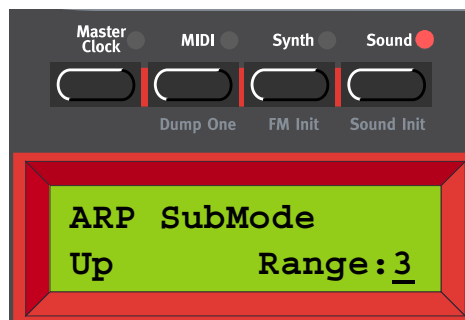 Master Clock MIDI Synth Sound
Dump One FM Init Sound Init
ARP SubMode
Up Range:3